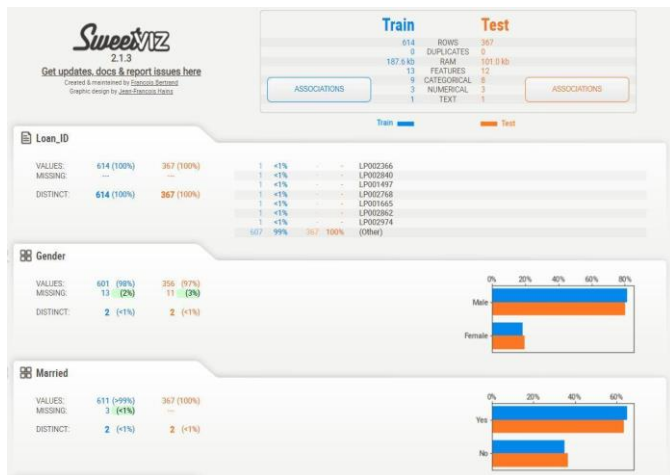 SweetVIZ
2.1.3
Get updates, docs & report issues here
Created & maintained by Francois Bertrand
Graphic design by Jean-Francois Hains
Train Test
614 ROWS 367
0 DUPLICATES 0
187.6 kb RAM 101.0 kb
13 FEATURES 12
9 CATEGORICAL 8
3 NUMERICAL 3
1 TEXT 1
ASSOCIATIONS
ASSOCIATIONS
Train Test
Loan_ID
VALUES: 614 (100%) 367 (100%)
MISSING: --- ---
DISTINCT: 614 (100%) 367 (100%)
1 <1% - - LP002366
1 <1% - - LP002840
1 <1% - - LP001497
1 <1% - - LP002768
1 <1% - - LP001665
1 <1% - - LP002862
1 <1% - - LP002974
607 99% 367 100% (Other)
Gender
VALUES: 601 (98%) 356 (97%)
MISSING: 13 (2%) 11 (3%)
DISTINCT: 2 (<1%) 2 (<1%)
0% 20% 40% 60% 80%
Male
Female
Married
VALUES: 611 (>99%) 367 (100%)
MISSING: 3 (<1%) ---
DISTINCT: 2 (<1%) 2 (<1%)
0% 20% 40% 60%
Yes
No